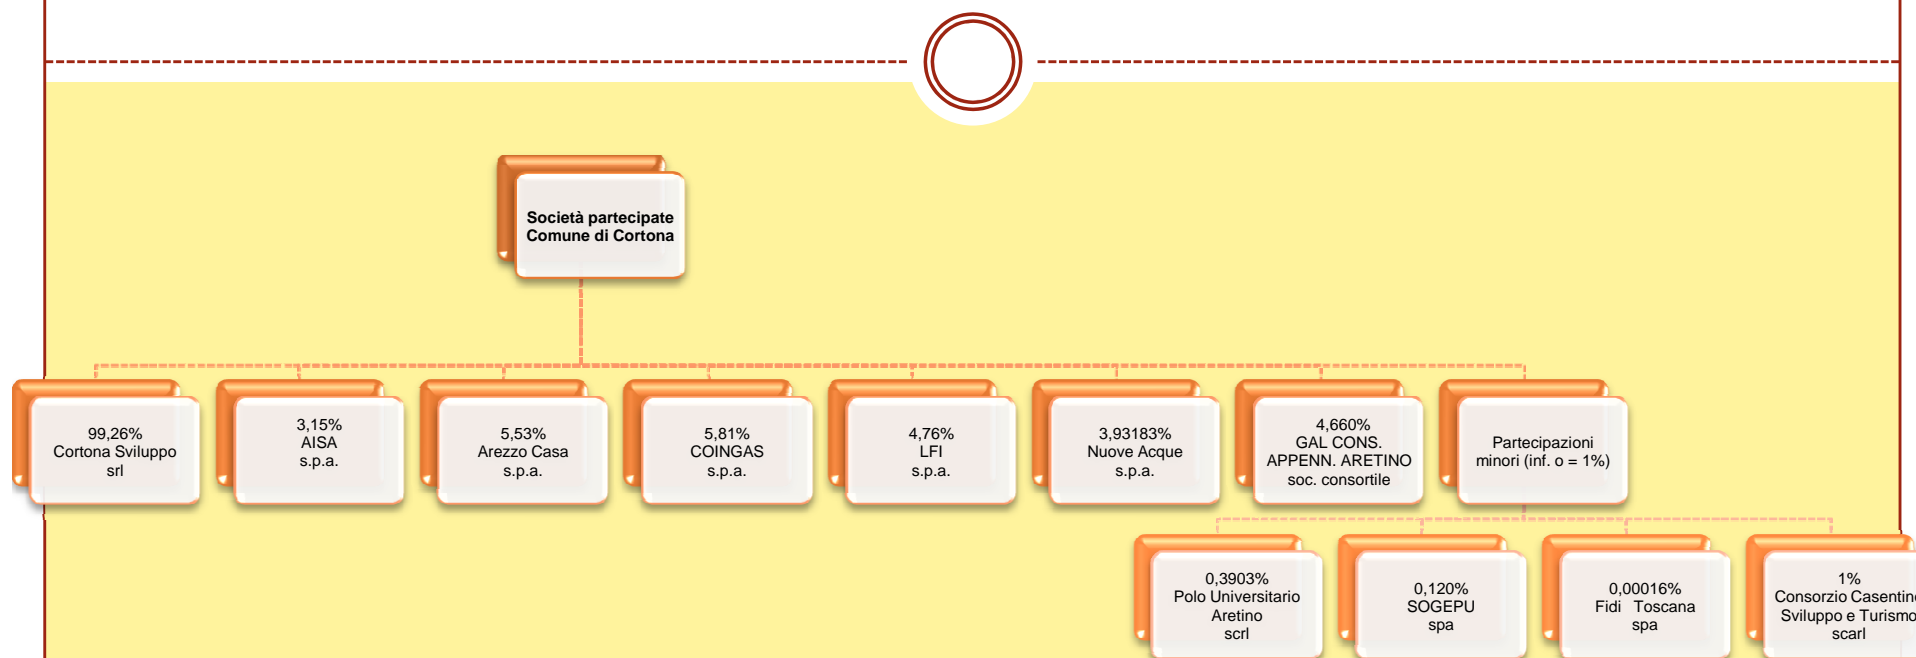 Società partecipate
Comune di Cortona
99,26%
Cortona Sviluppo
srl
3,15%
AISA
s.p.a.
5,53%
Arezzo Casa
s.p.a.
5,81%
COINGAS
s.p.a.
4,76%
LFI
s.p.a.
3,93183%
Nuove Acque
s.p.a.
4,660%
GAL CONS.
APPENN. ARETINO
soc. consortile
Partecipazioni
minori (inf. o = 1%)
0,3903%
Polo Universitario
Aretino
scrl
0,120%
SOGEPU
spa
0,00016%
Fidi Toscana
spa
1%
Consorzio Casentino
Sviluppo e Turismo
scarl